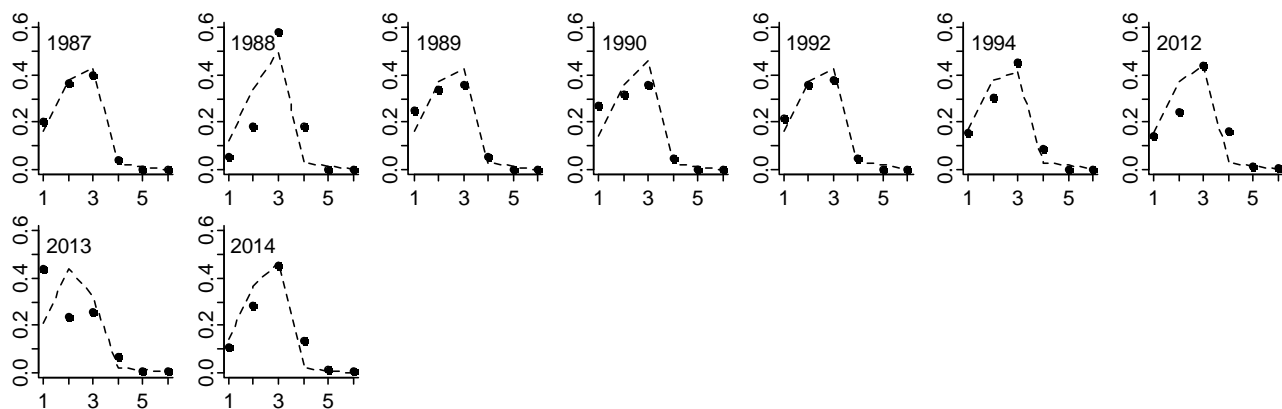 0.0 0.2 0.4 0.6 1987 1 3 5
0.0 0.2 0.4 0.6 1988 1 3 5
0.0 0.2 0.4 0.6 1989 1 3 5
0.0 0.2 0.4 0.6 1990 1 3 5
0.0 0.2 0.4 0.6 1992 1 3 5
0.0 0.2 0.4 0.6 1994 1 3 5
0.0 0.2 0.4 0.6 2012 1 3 5
0.0 0.2 0.4 0.6 2013 1 3 5
0.0 0.2 0.4 0.6 2014 1 3 5